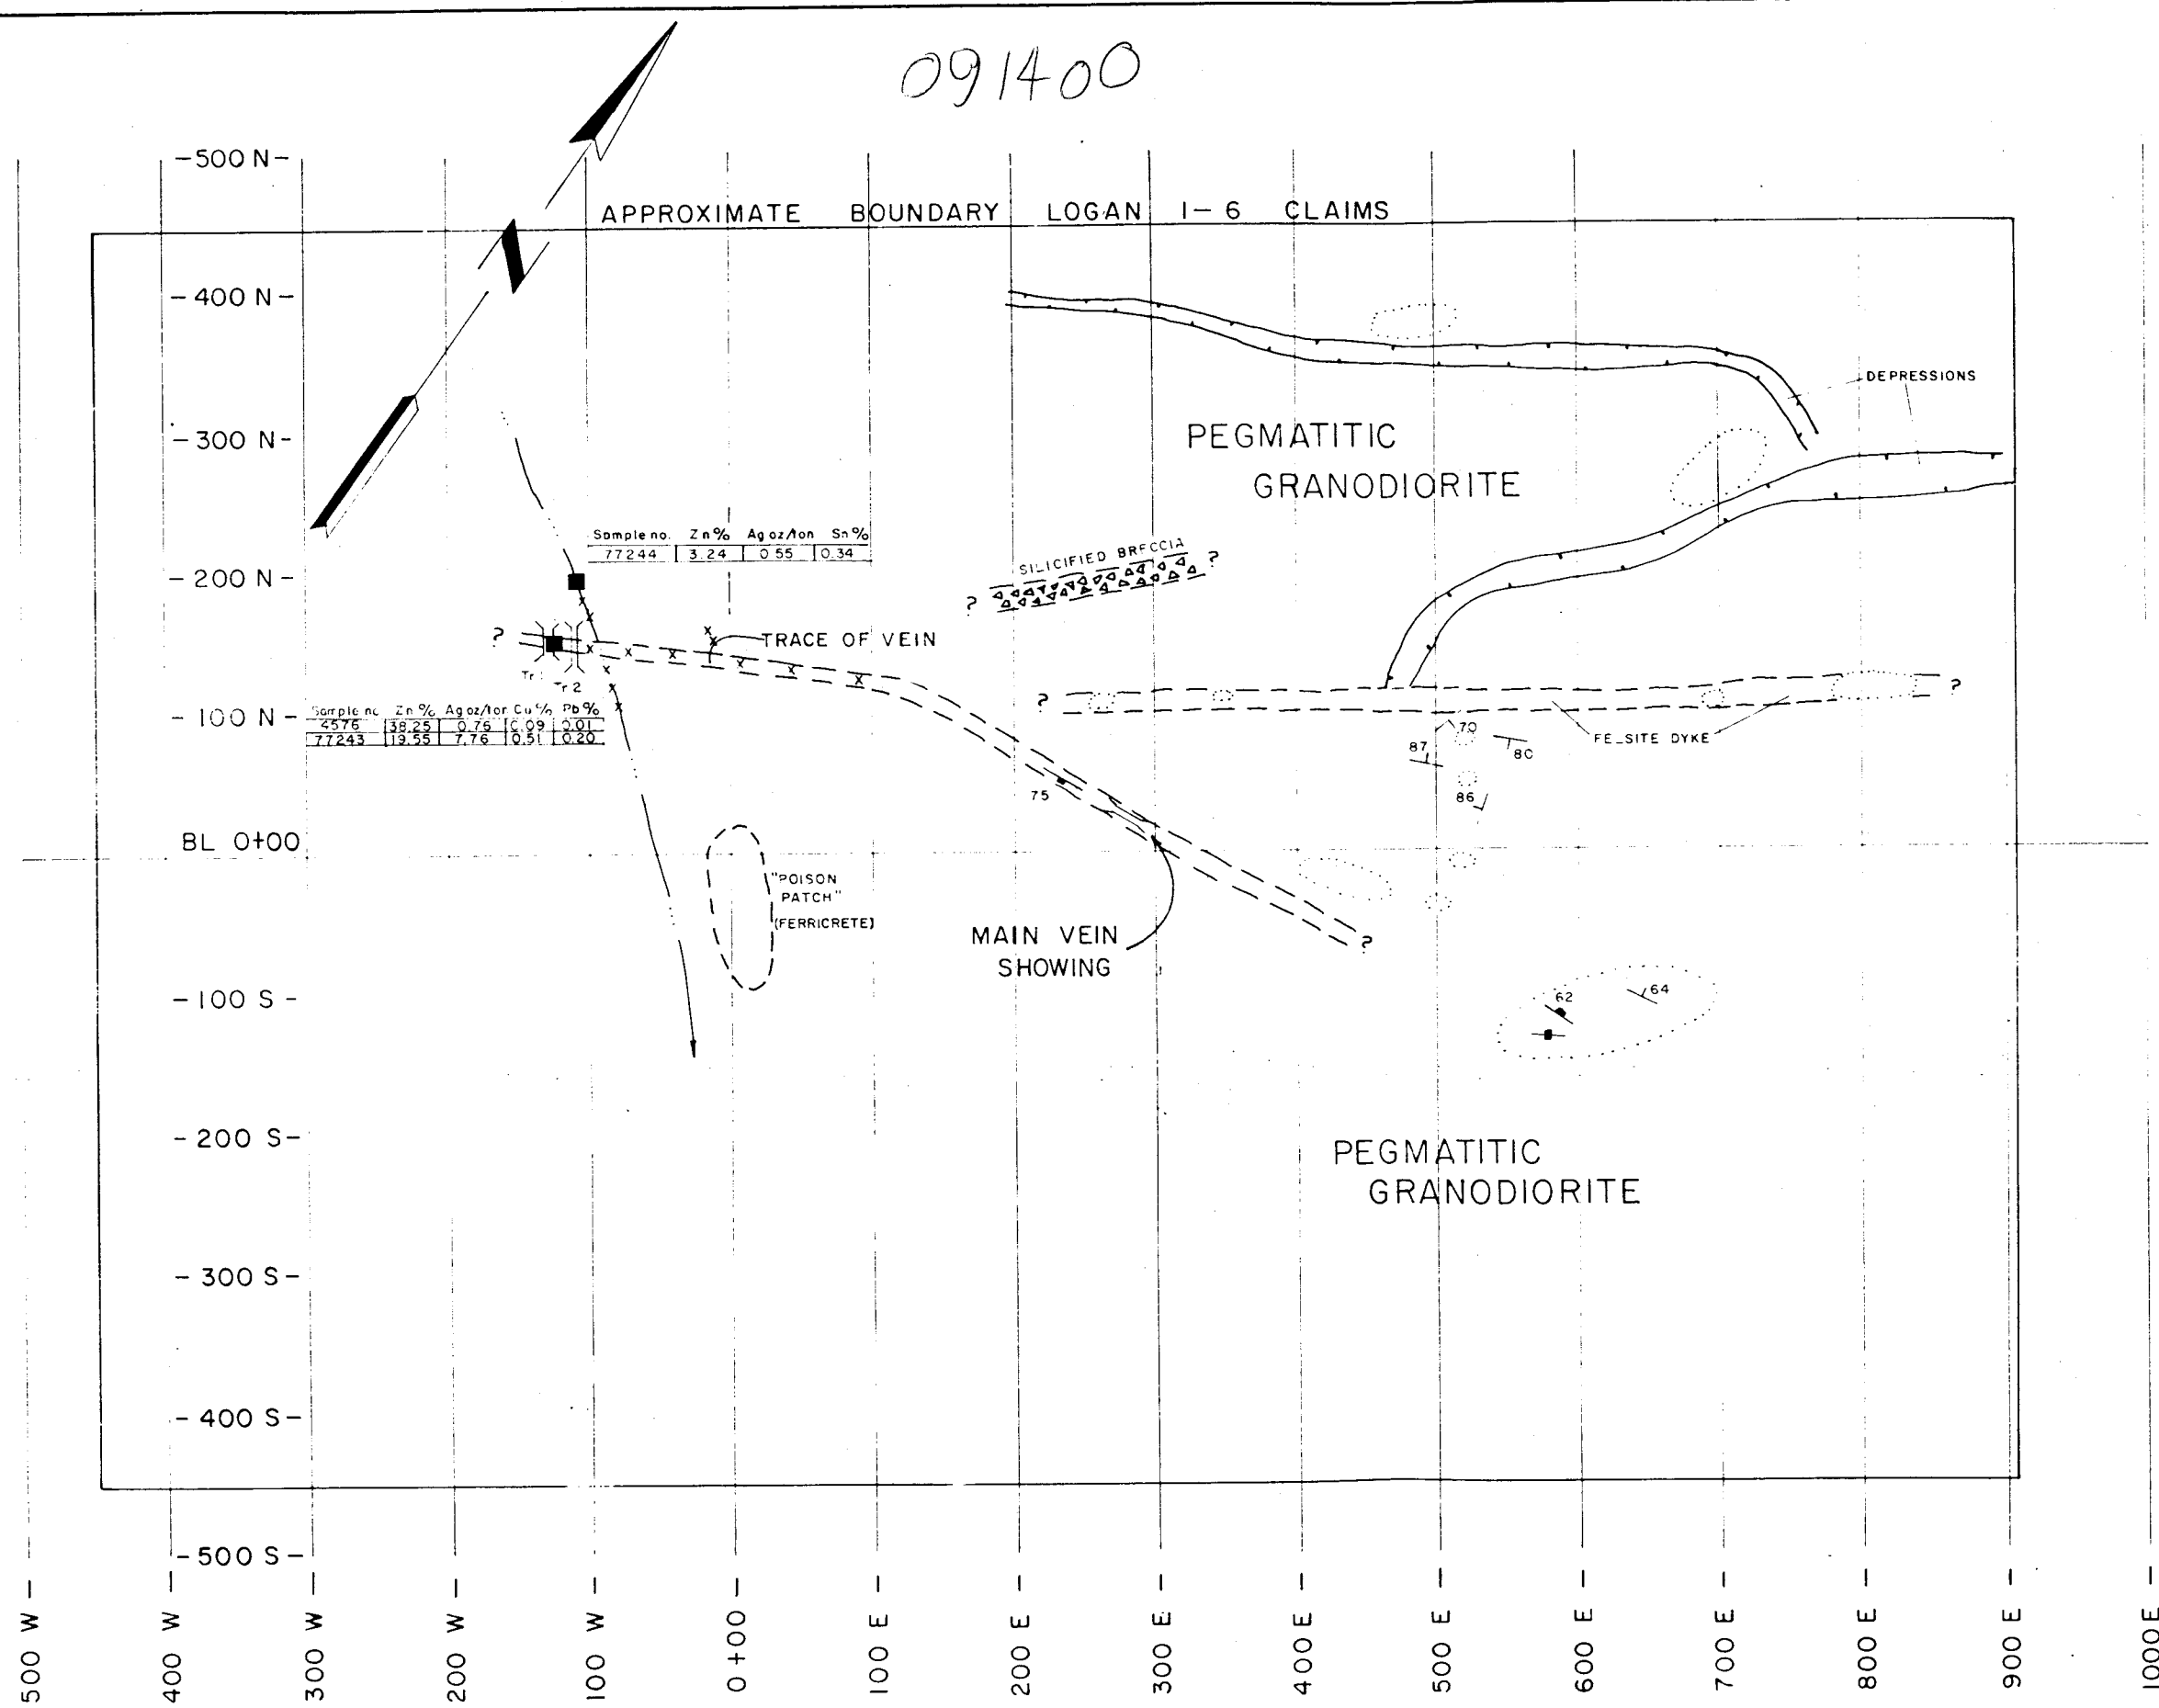 091400
-500 N-
APPROXIMATE BOUNDARY LOGAN 1-6 CLAIMS
N
-400 N-
DEPRESSIONS
-300 N-
PEGMATITIC
GRANODIORITE
Sample no. Zn% Ag oz/ton Sn%
77244 3.24 0.55 0.34
-200 N-
? SILICIFIED BRECCIA ?
? TRACE OF VEIN
Tr 1 Tr 2
? ?
Sample no. Zn% Ag oz/ton Cu% Pb%
4576 38.25 0.76 0.09 0.01
77243 19.55 7.76 0.51 0.20
-100 N-
70
87
80
FELSITE DYKE
75
86
BL 0+00
"POISON
PATCH"
(FERRICRETE)
MAIN VEIN
SHOWING
?
-100 S-
62
64
-200 S-
PEGMATITIC
GRANODIORITE
-300 S-
-400 S-
-500 S-
500 W -
400 W -
300 W -
200 W -
100 W -
0+00 -
100 E -
200 E -
300 E -
400 E -
500 E -
600 E -
700 E -
800 E -
900 E -
1000 E -